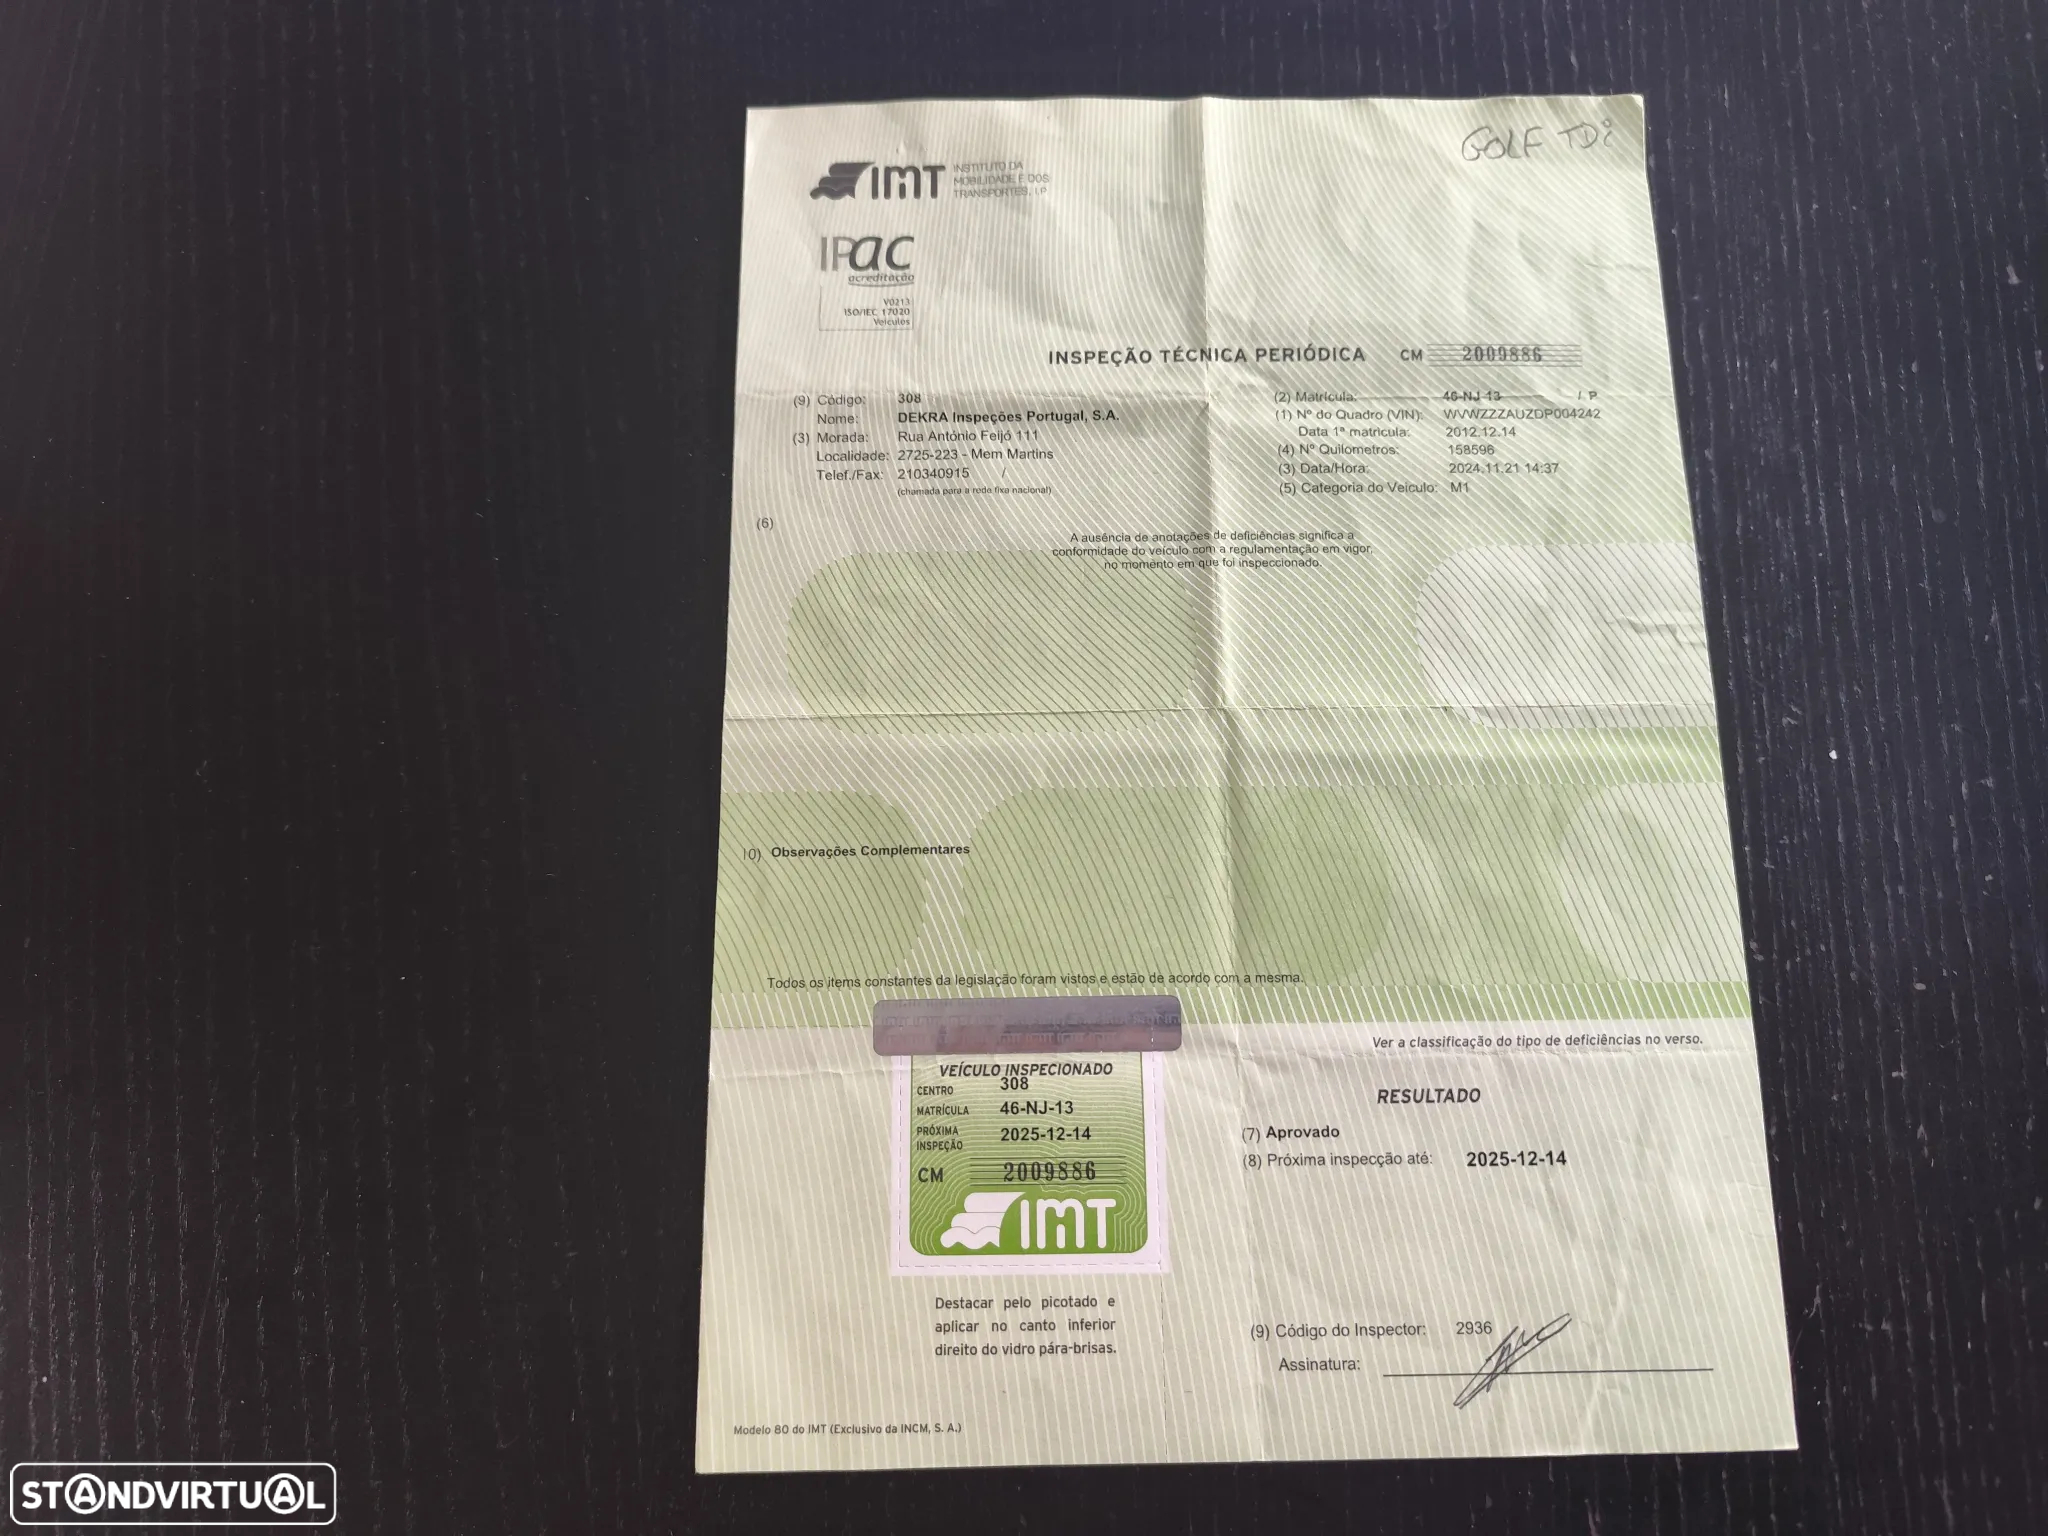 GOLF TDi
IMT INSTITUTO DA
MOBILIDADE E DOS
TRANSPORTES, I.P
IPac
acreditação
V0213
ISO/IEC 17020
Veículos
INSPEÇÃO TÉCNICA PERIÓDICA CM 2009886
(9) Código: 308
Nome: DEKRA Inspeções Portugal, S.A.
(3) Morada: Rua António Feijó 111
Localidade: 2725-223 - Mem Martins
Telef./Fax: 210340915 /
(chamada para a rede fixa nacional)
(2) Matrícula: 46-NJ-13 / P
(1) Nº do Quadro (VIN): WVWZZZAUZDP004242
Data 1ª matrícula: 2012.12.14
(4) Nº Quilometros: 158596
(3) Data/Hora: 2024.11.21 14:37
(5) Categoria do Veículo: M1
(6)
A ausência de anotações de deficiências significa a
conformidade do veículo com a regulamentação em vigor,
no momento em que foi inspeccionado.
10) Observações Complementares
Todos os items constantes da legislação foram vistos e estão de acordo com a mesma.
Ver a classificação do tipo de deficiências no verso.
VEÍCULO INSPECIONADO
CENTRO 308
MATRÍCULA 46-NJ-13
PRÓXIMA
INSPEÇÃO 2025-12-14
CM 2009886
IMT
RESULTADO
(7) Aprovado
(8) Próxima inspecção até: 2025-12-14
Destacar pelo picotado e
aplicar no canto inferior
direito do vidro pára-brisas.
(9) Código do Inspector: 2936
Assinatura:
Modelo 80 do IMT (Exclusivo da INCM, S. A.)
STANDVIRTUAL